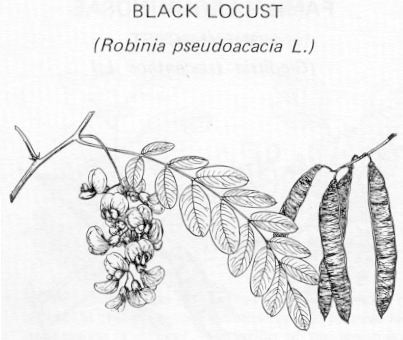 BLACK LOCUST
(Robinia pseudoacacia L.)